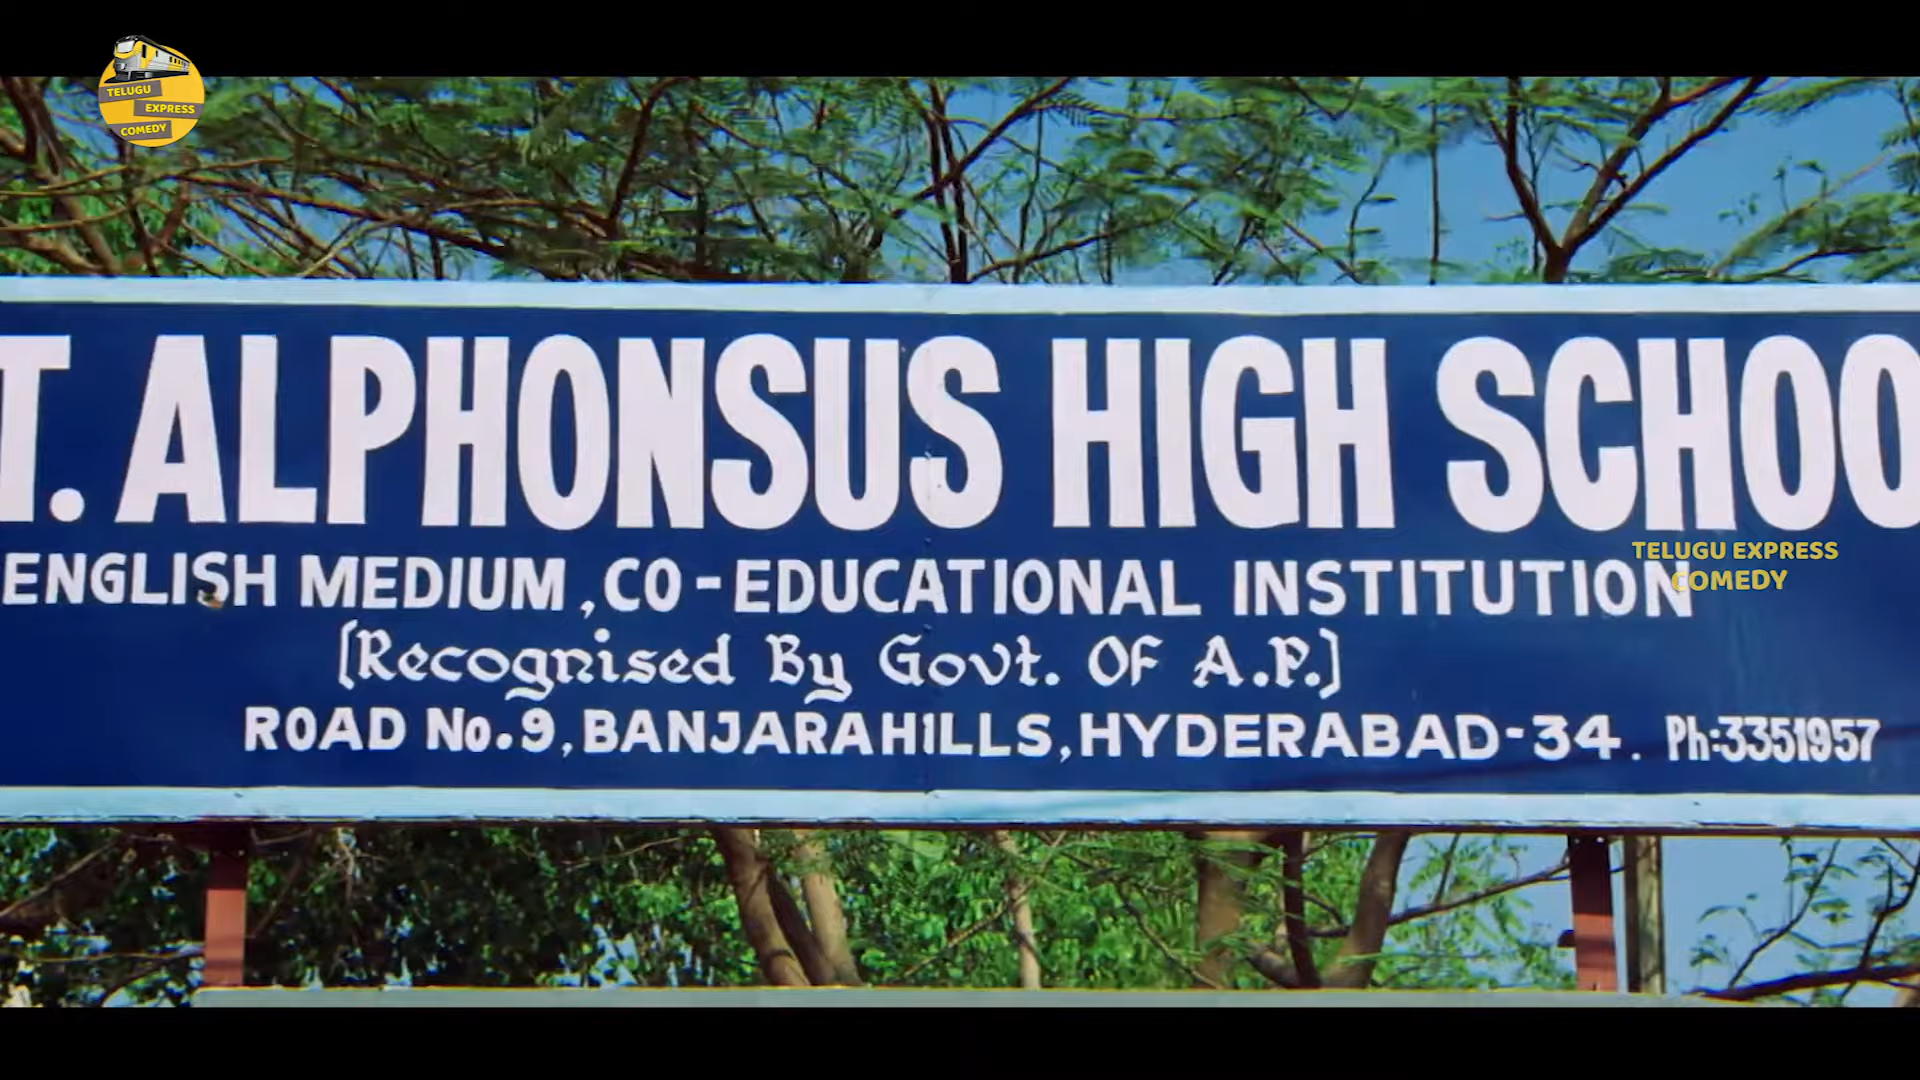 TELUGU
EXPRESS
COMEDY
T. ALPHONSUS HIGH SCHOO
ENGLISH MEDIUM, CO-EDUCATIONAL INSTITUTION
TELUGU EXPRESS
COMEDY
[Recognised By Govt. OF A.P.]
ROAD No.9, BANJARAHILLS, HYDERABAD-34. Ph:3351957